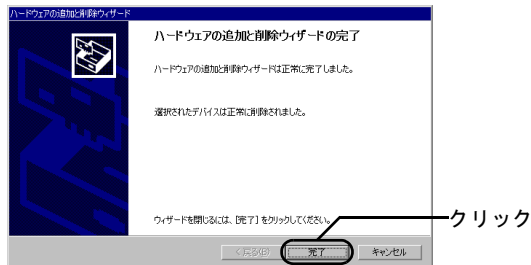 ハードウェアの追加と削除ウィザード
ハードウェアの追加と削除ウィザードの完了
ハードウェアの追加と削除ウィザードは正常に完了しました。
選択されたデバイスは正常に削除されました。
ウィザードを閉じるには、[完了] をクリックしてください。
クリック
< 戻る(B)
完了
キャンセル